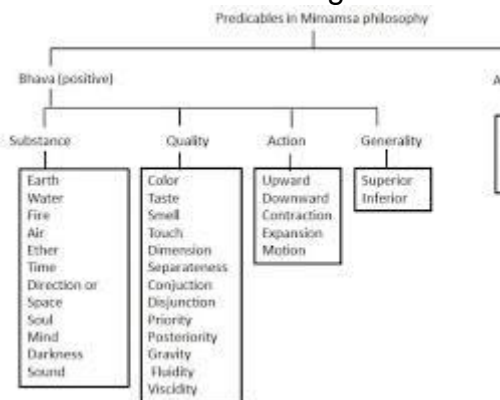 Predicables in Mimamsa philosophy
Bhava (positive)
A
Substance
Quality
Action
Generality
Earth
Water
Fire
Air
Ether
Time
Direction or
Space
Soul
Mind
Darkness
Sound
Color
Taste
Smell
Touch
Dimension
Separateness
Conjuction
Disjunction
Priority
Posteriority
Gravity
Fluidity
Viscidity
Upward
Downward
Contraction
Expansion
Motion
Superior
Inferior